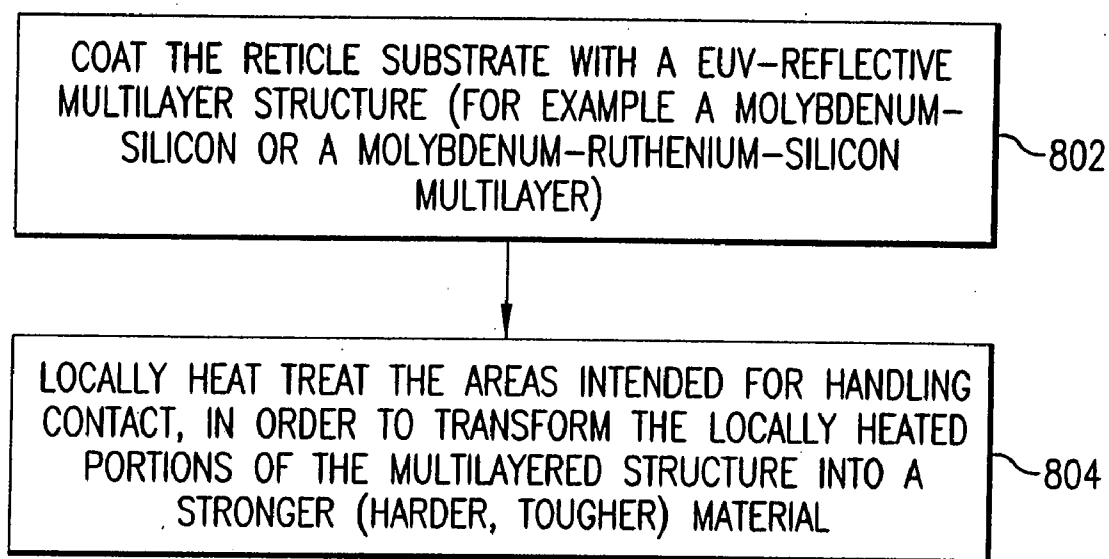 COAT THE RETICLE SUBSTRATE WITH A EUV-REFLECTIVE
MULTILAYER STRUCTURE (FOR EXAMPLE A MOLYBDENUM-
SILICON OR A MOLYBDENUM-RUTHENIUM-SILICON
MULTILAYER)
802
LOCALLY HEAT TREAT THE AREAS INTENDED FOR HANDLING
CONTACT, IN ORDER TO TRANSFORM THE LOCALLY HEATED
PORTIONS OF THE MULTILAYERED STRUCTURE INTO A
STRONGER (HARDER, TOUGHER) MATERIAL
804